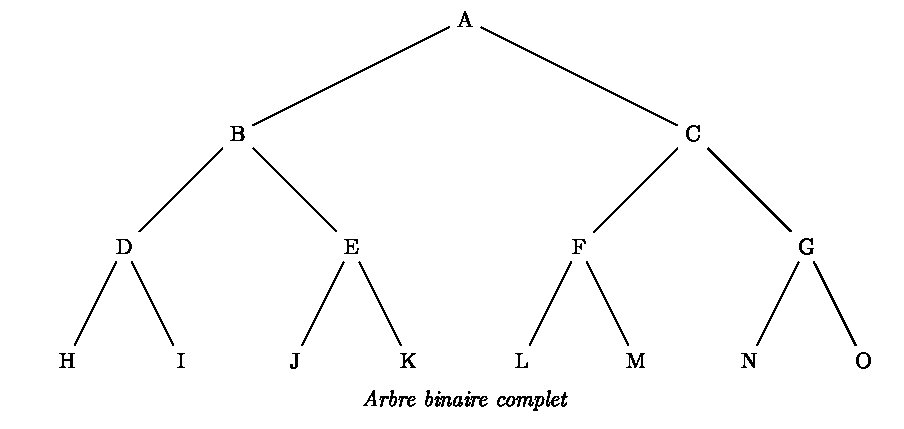 A
B C
D E F G
H I J K L M N O
Arbre binaire complet